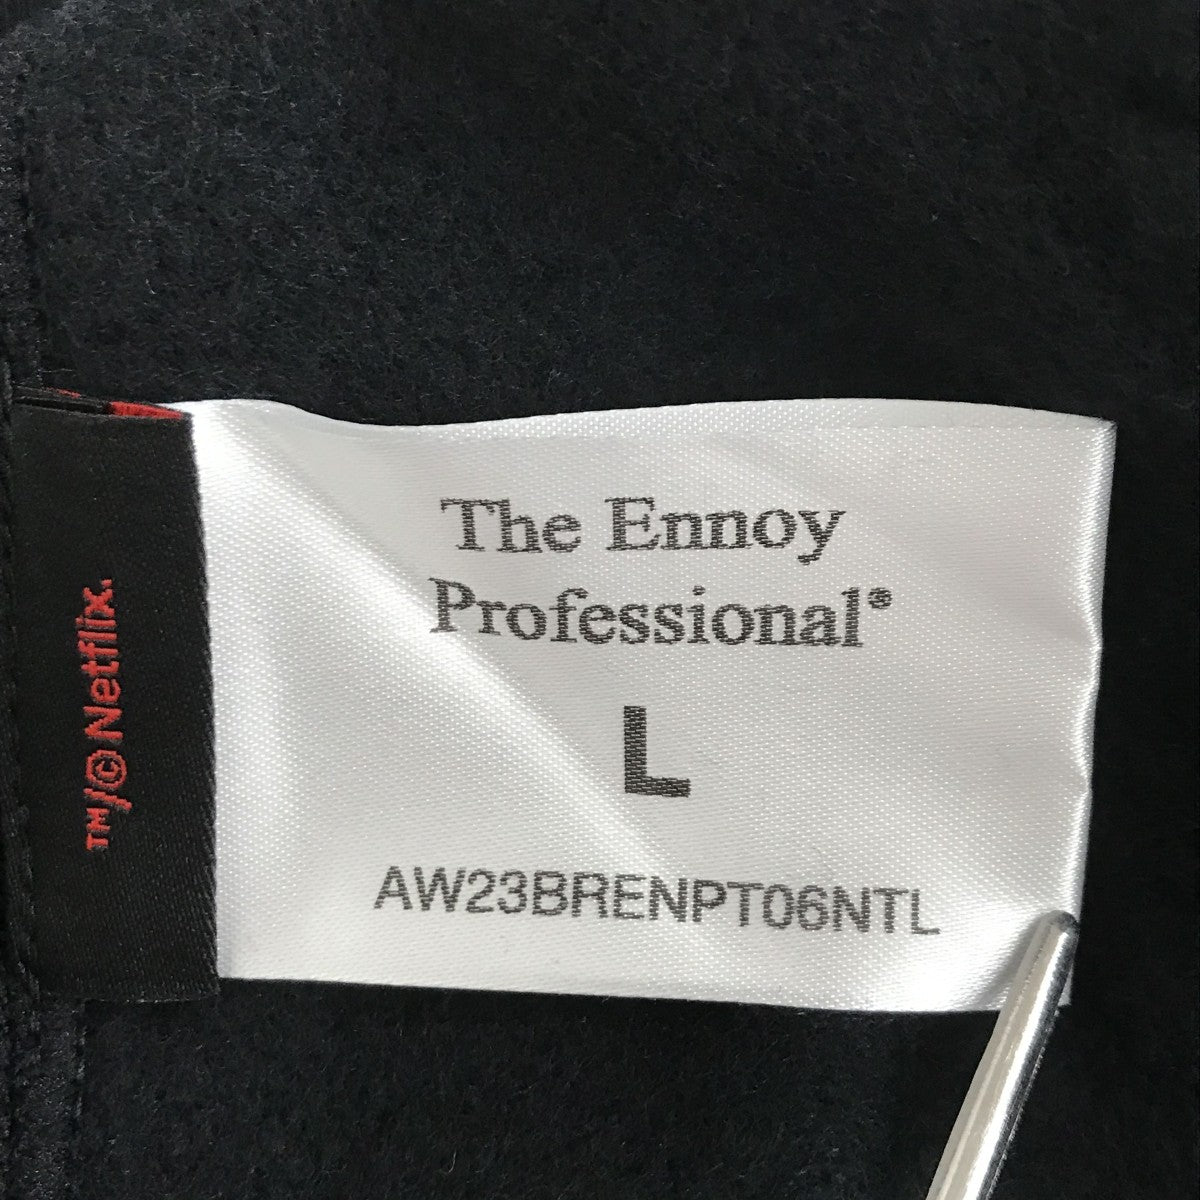 The Ennoy
Professional®
L
AW23BRENPT06NTL
™/© Netflix.